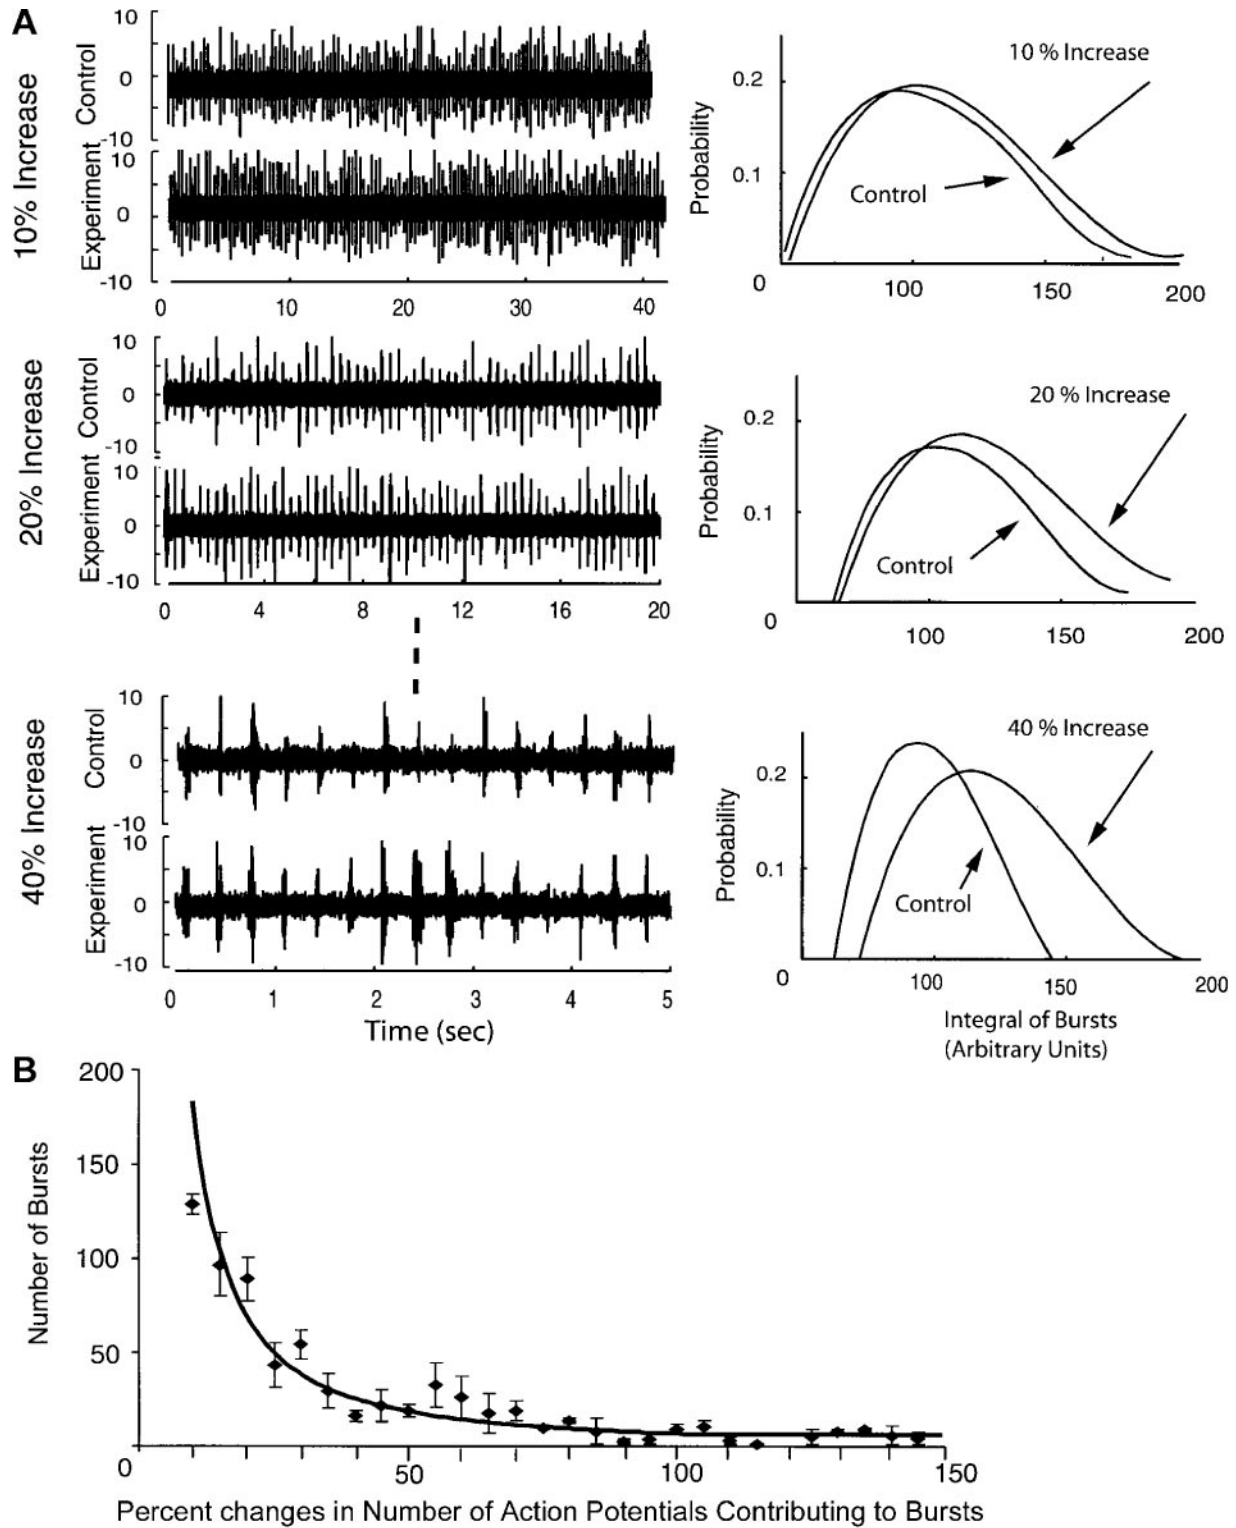 A
10% Increase
Control
10
0
-10
Experiment
10
0
-10
0 10 20 30 40
0.2
0.1
0
Probability
10 % Increase
Control
100 150 200
20% Increase
Control
10
0
-10
Experiment
10
0
-10
0 4 8 12 16 20
0.2
0.1
0
Probability
20 % Increase
Control
100 150 200
40% Increase
Control
10
0
-10
Experiment
10
0
-10
0 1 2 3 4 5
Time (sec)
0.2
0.1
0
Probability
40 % Increase
Control
100 150 200
Integral of Bursts
(Arbitrary Units)
B
Number of Bursts
200
150
100
50
0 50 100 150
Percent changes in Number of Action Potentials Contributing to Bursts